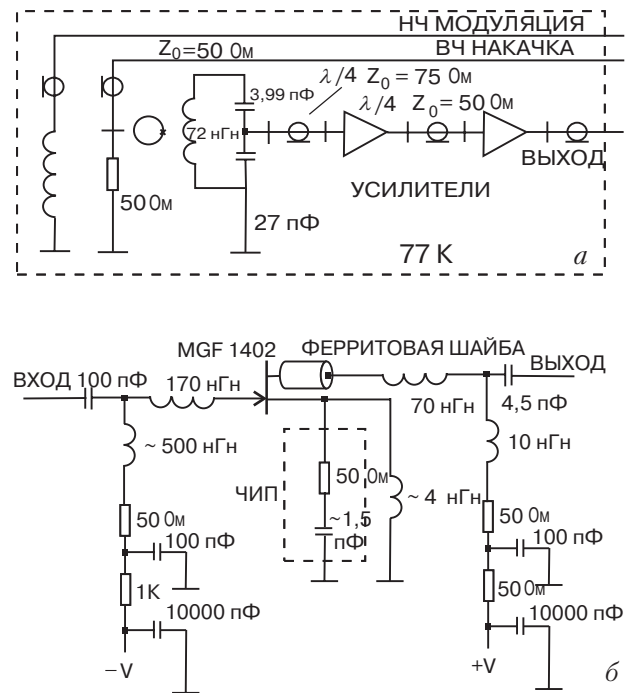 НЧ МОДУЛЯЦИЯ
Z0=50 Ом
ВЧ НАКАЧКА
λ/4 Z0 = 75 Ом
3,99 пФ
λ/4 Z0 = 50 Ом
72 нГн
ВЫХОД
50 Ом
УСИЛИТЕЛИ
27 пФ
77 К
а
MGF 1402
ФЕРРИТОВАЯ ШАЙБА
ВЫХОД
ВХОД 100 пФ
170 нГн
70 нГн
4,5 пФ
~ 500 нГн
10 нГн
ЧИП
50 Ом
~ 4 нГн
50 Ом
50 Ом
~1,5 пФ
100 пФ
100 пФ
1К
50 Ом
10000 пФ
10000 пФ
–V
+V
б